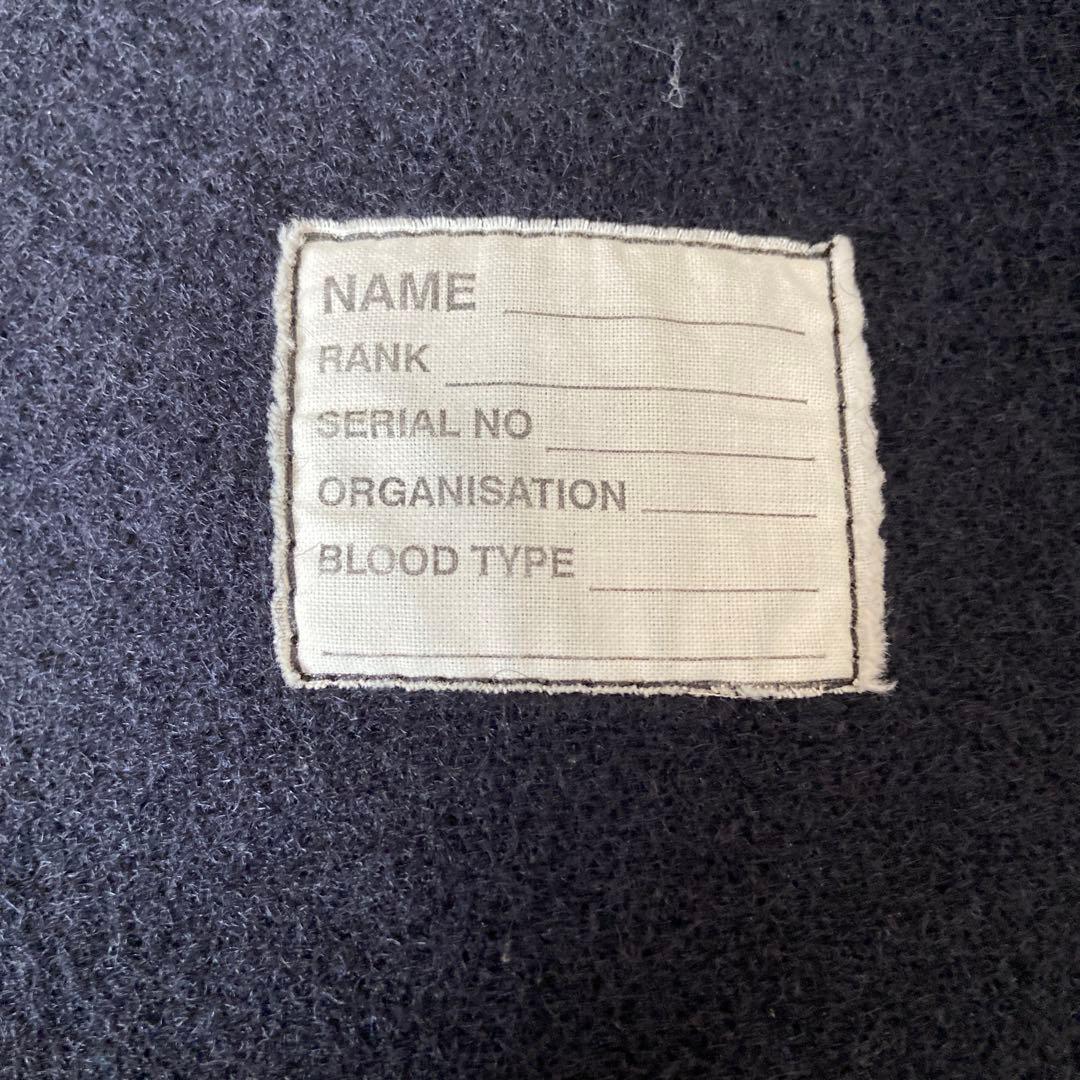 NAME
RANK
SERIAL NO
ORGANISATION
BLOOD TYPE